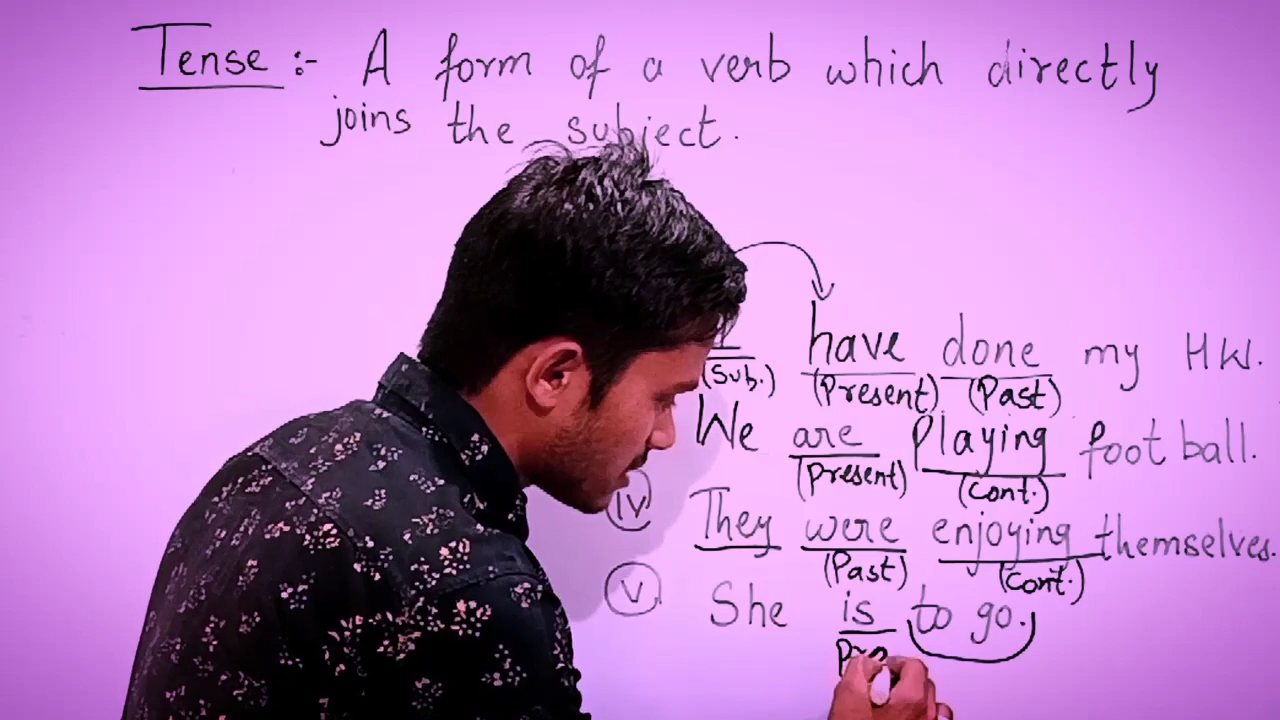 Tense :- A form of a verb which directly
joins the subject.
I have done my HW.
(Sub.) (Present) (Past)
We are Playing football.
(Present) (Cont.)
IV They were enjoying themselves.
(Past) (Cont.)
V She is to go.
Pre